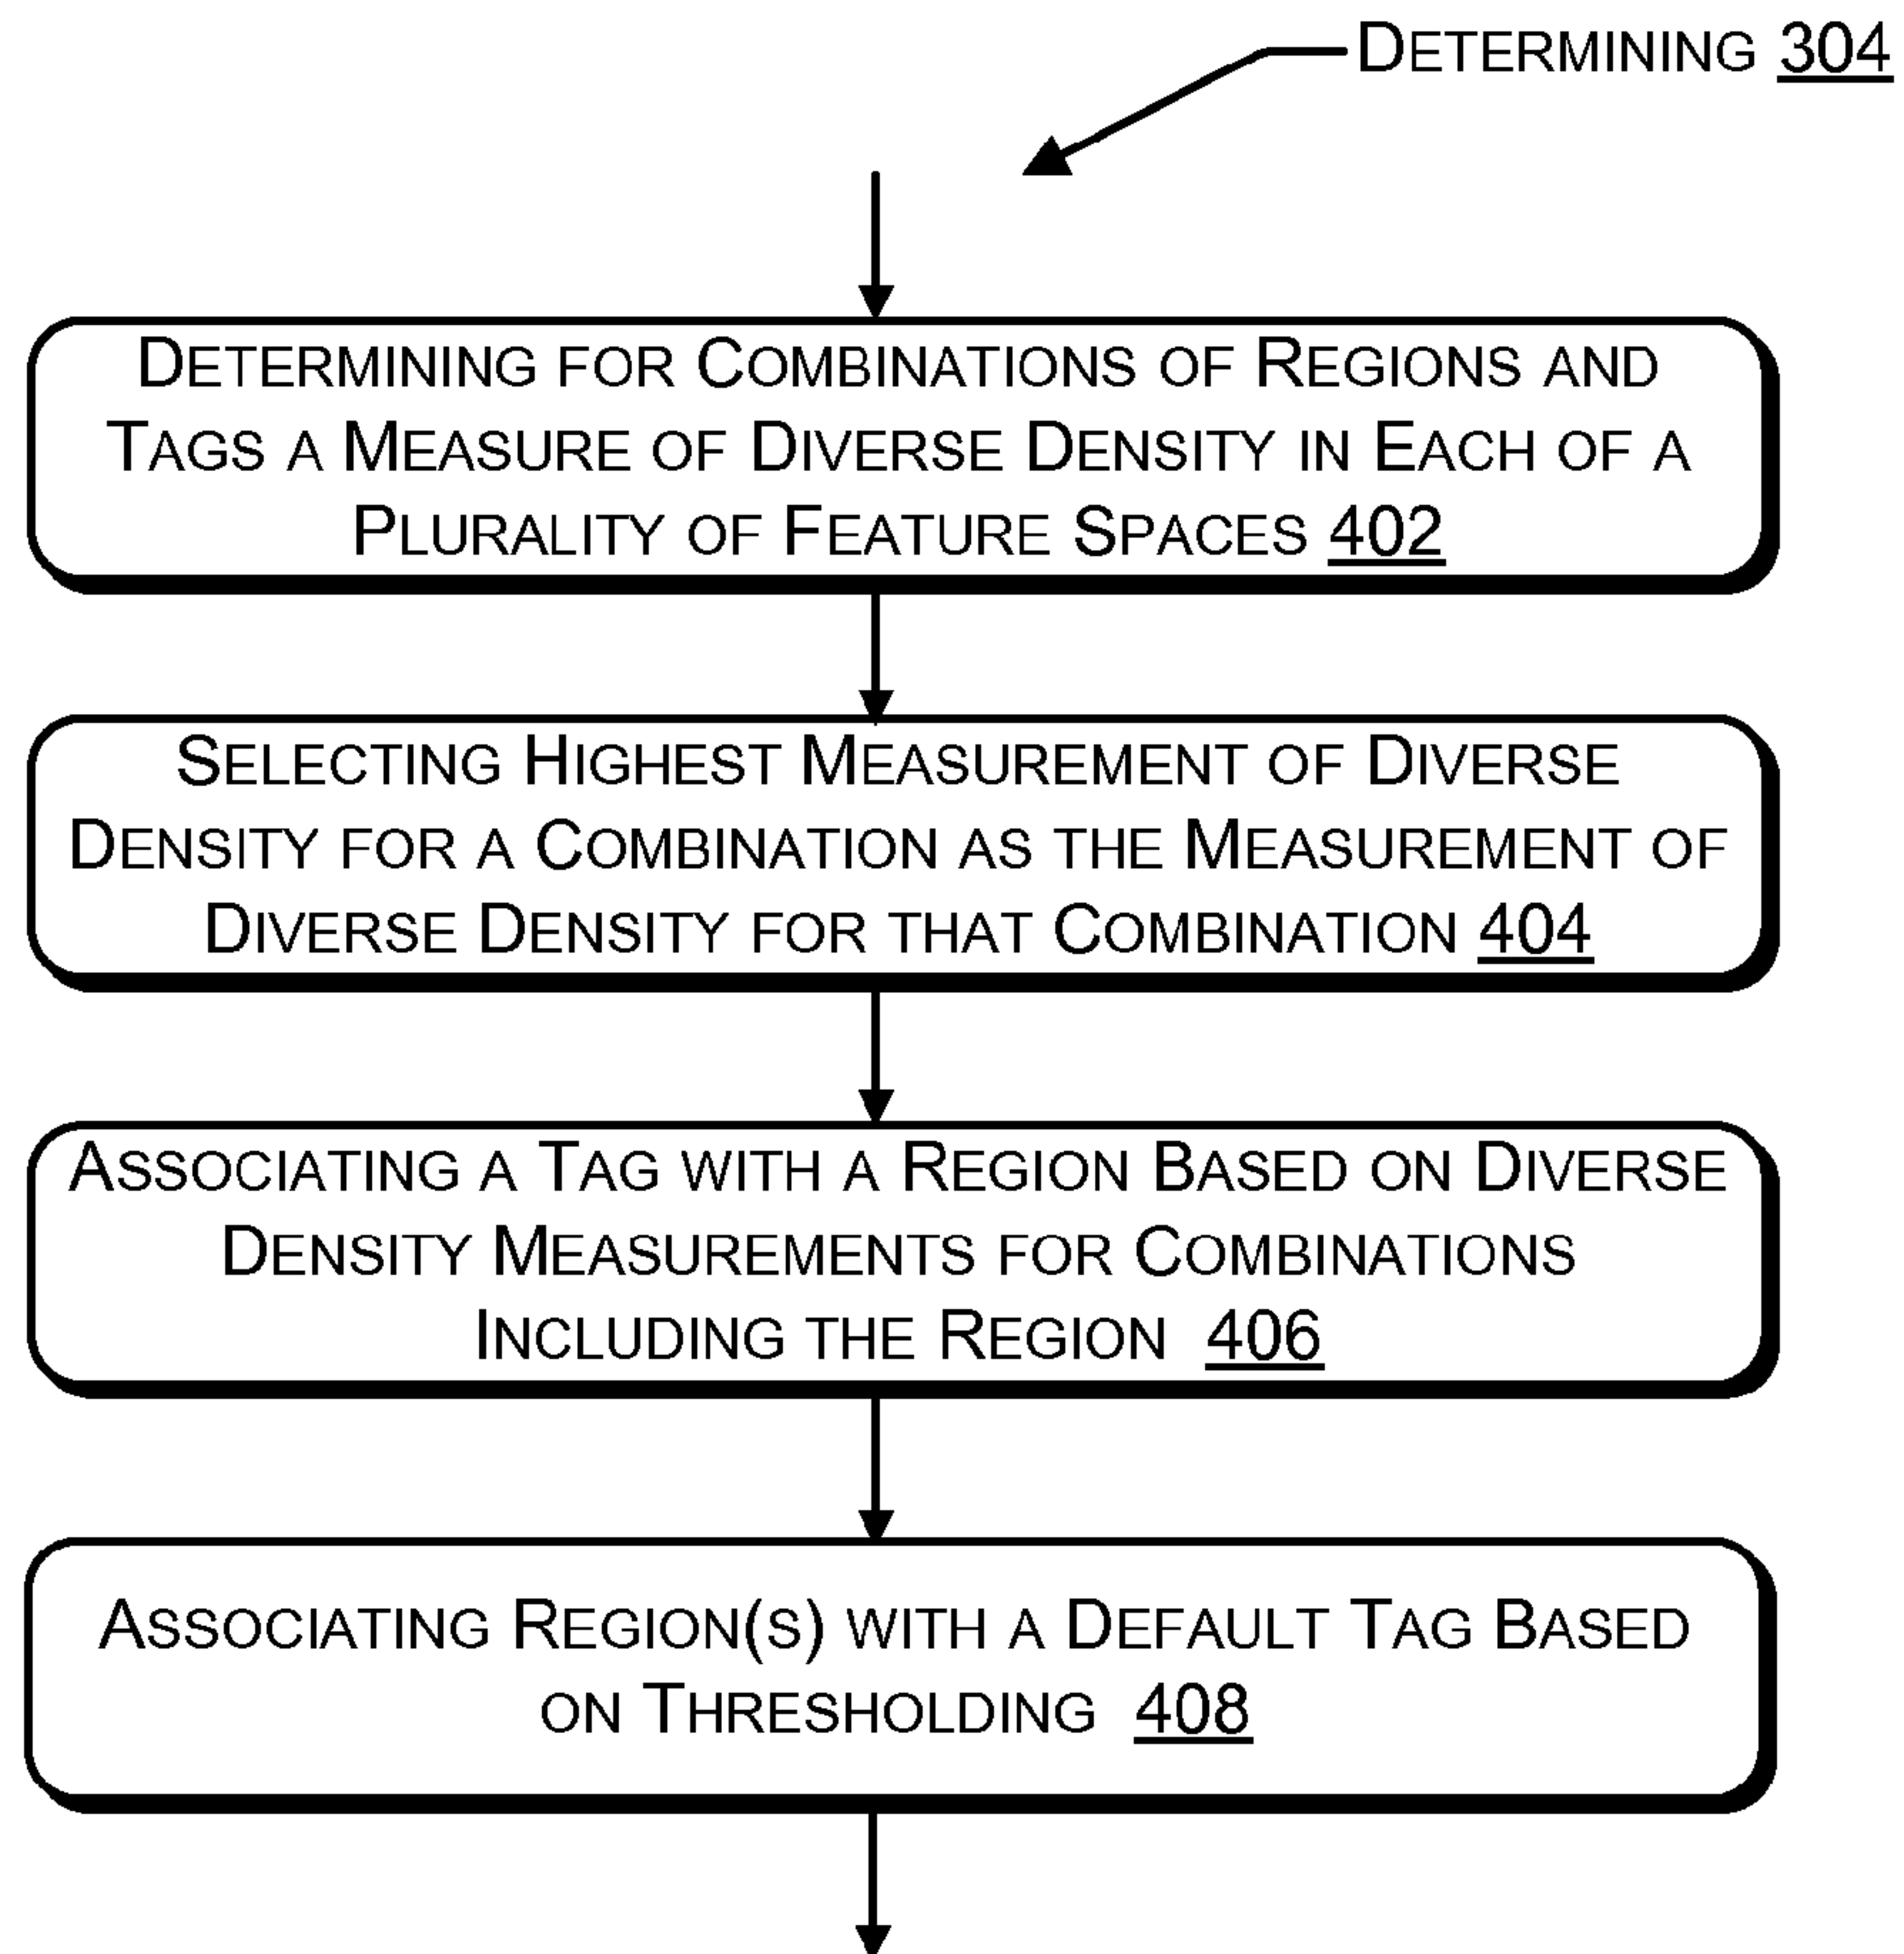 DETERMINING 304
DETERMINING FOR COMBINATIONS OF REGIONS AND
TAGS A MEASURE OF DIVERSE DENSITY IN EACH OF A
PLURALITY OF FEATURE SPACES 402
SELECTING HIGHEST MEASUREMENT OF DIVERSE
DENSITY FOR A COMBINATION AS THE MEASUREMENT OF
DIVERSE DENSITY FOR THAT COMBINATION 404
ASSOCIATING A TAG WITH A REGION BASED ON DIVERSE
DENSITY MEASUREMENTS FOR COMBINATIONS
INCLUDING THE REGION 406
ASSOCIATING REGION(S) WITH A DEFAULT TAG BASED
ON THRESHOLDING 408